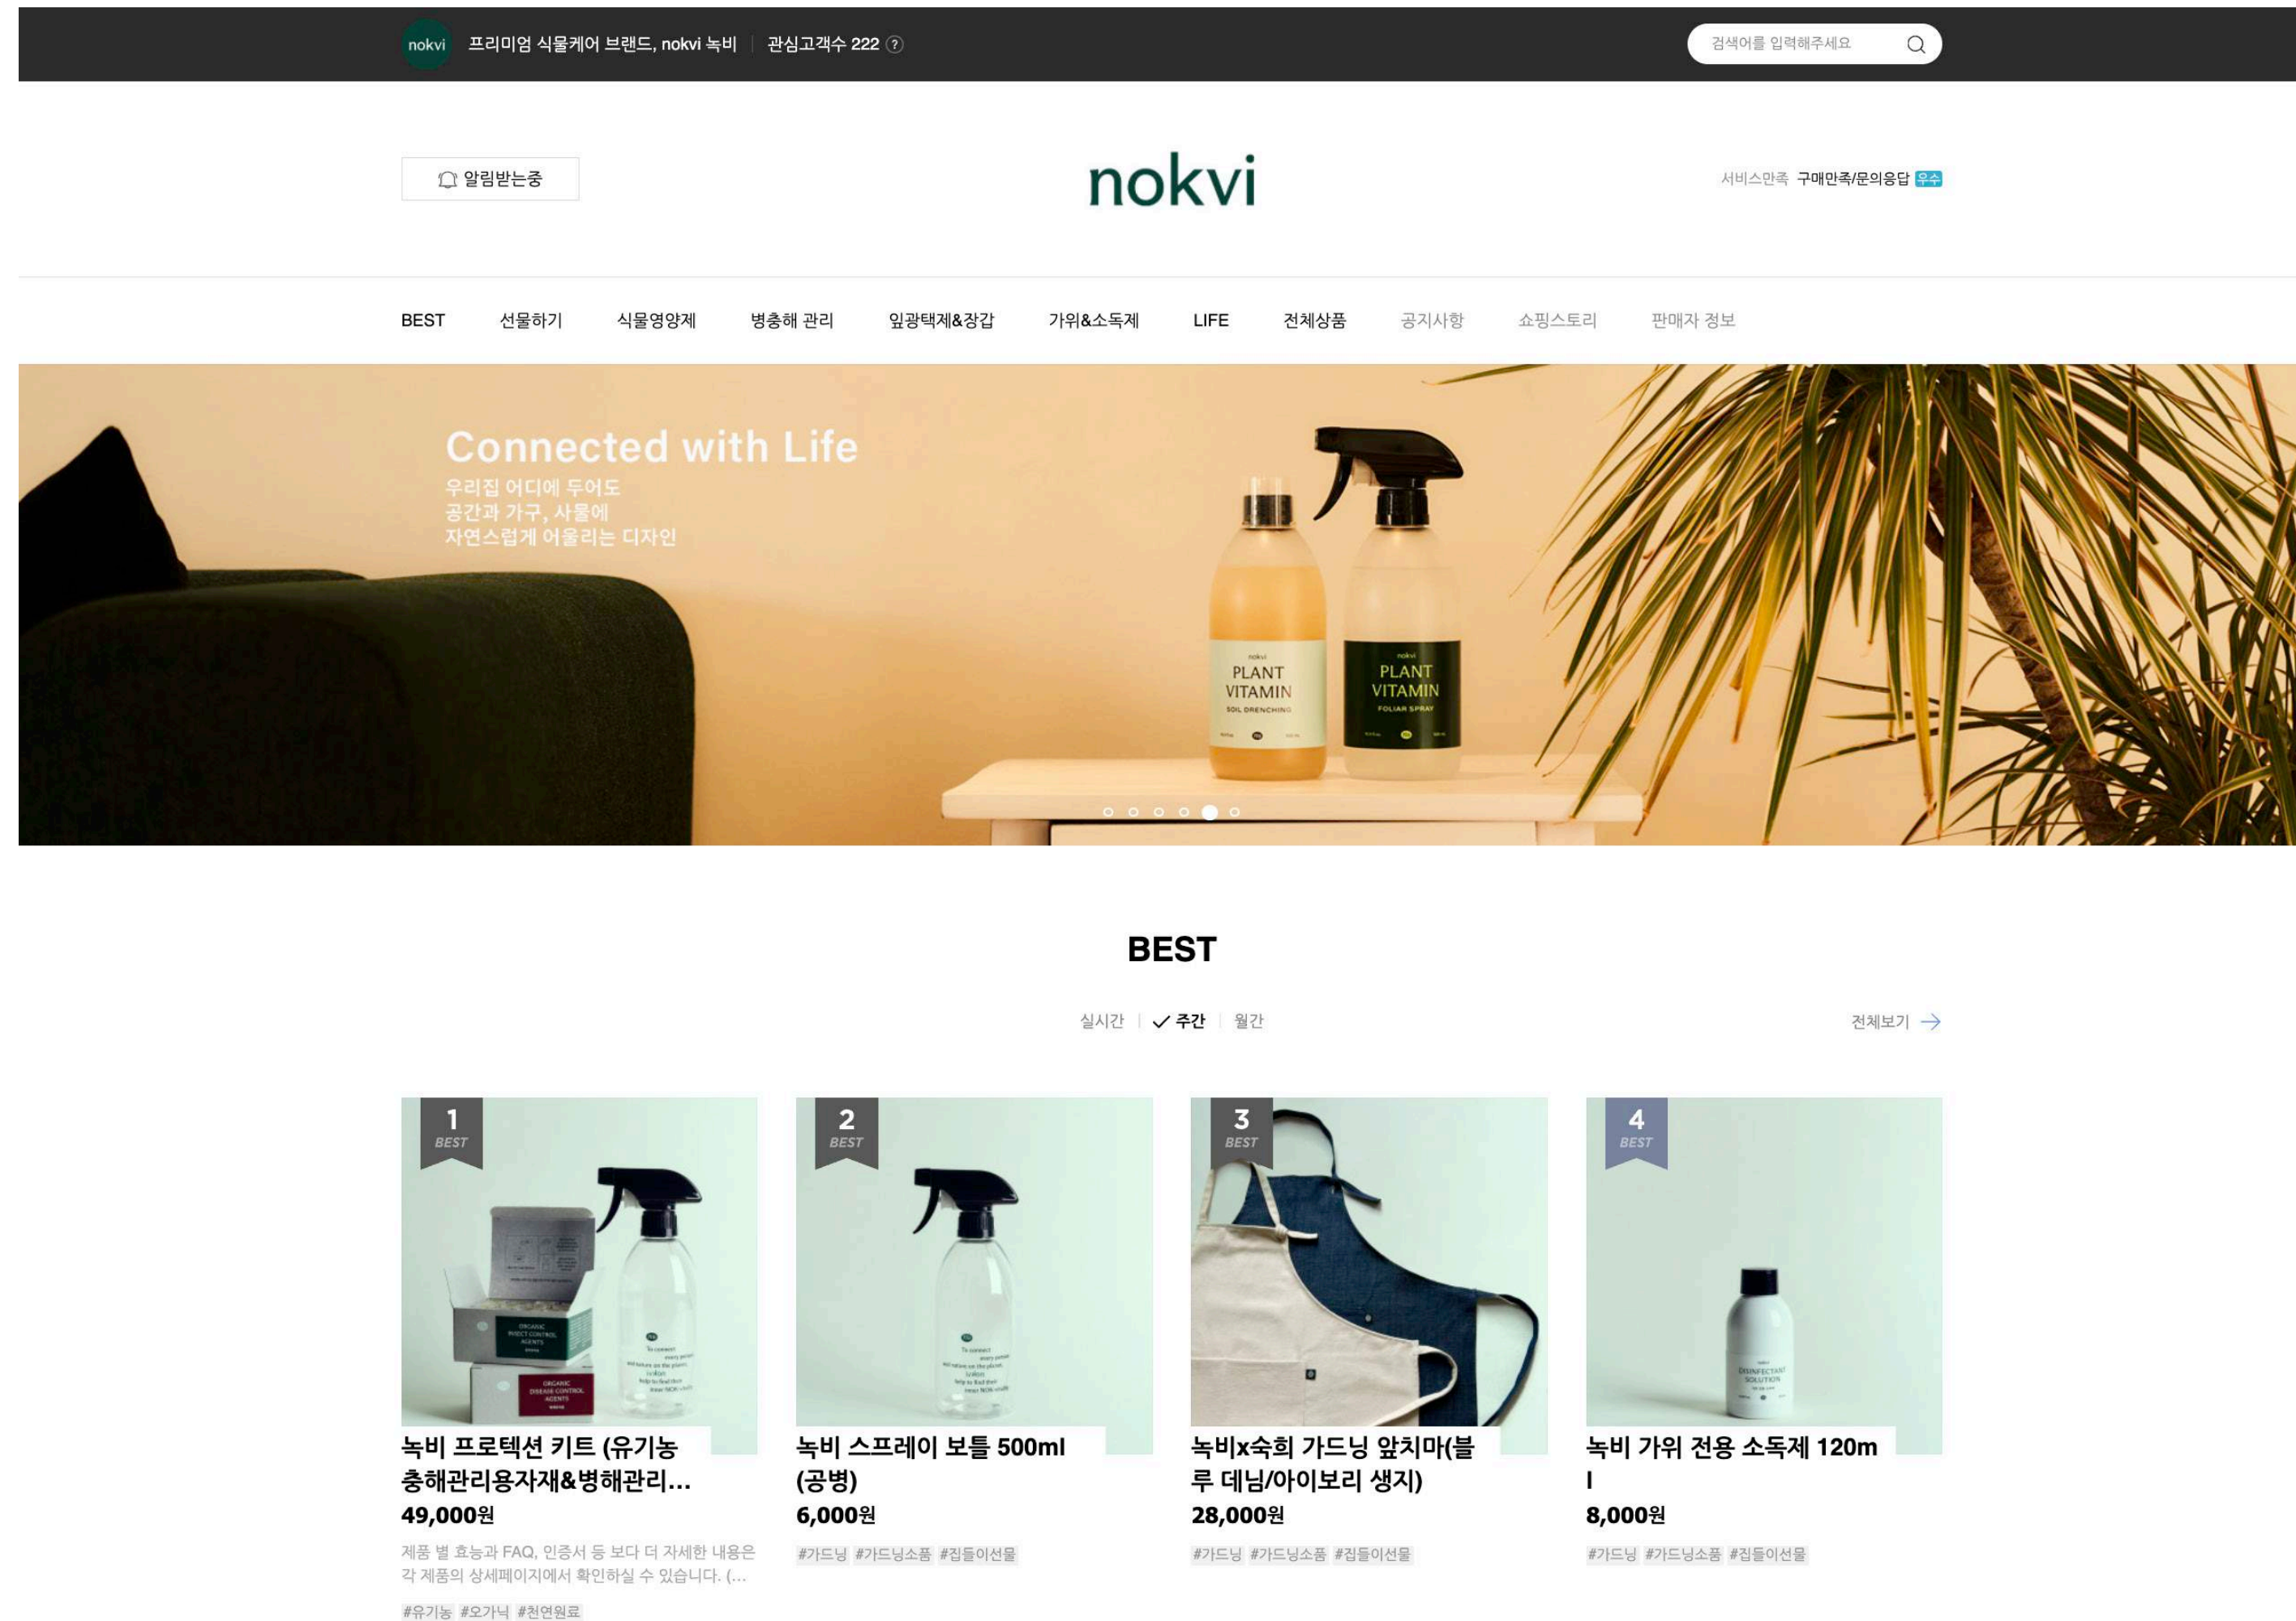 nokvi 프리미엄 식물케어 브랜드, nokvi 녹비 관심고객수 222 ?
검색어를 입력해주세요
알림받는중
nokvi
서비스만족 구매만족/문의응답 우수
BEST 선물하기 식물영양제 병충해 관리 잎광택제&장갑 가위&소독제 LIFE 전체상품 공지사항 쇼핑스토리 판매자 정보
Connected with Life
우리집 어디에 두어도
공간과 가구, 사물에
자연스럽게 어울리는 디자인
nokvi
PLANT
VITAMIN
SOIL DRENCHING
nokvi
PLANT
VITAMIN
FOLIAR SPRAY
BEST
실시간 주간 월간
전체보기
1
BEST
ORGANIC
INSECT CONTROL
AGENTS
ORGANIC
DISEASE CONTROL
AGENTS
녹비 프로텍션 키트 (유기농
충해관리용자재&병해관리...
49,000원
제품 별 효능과 FAQ, 인증서 등 보다 더 자세한 내용은
각 제품의 상세페이지에서 확인하실 수 있습니다. (...
#유기농 #오가닉 #천연원료
2
BEST
녹비 스프레이 보틀 500ml
(공병)
6,000원
#가드닝 #가드닝소품 #집들이선물
3
BEST
녹비x숙희 가드닝 앞치마(블
루 데님/아이보리 생지)
28,000원
#가드닝 #가드닝소품 #집들이선물
4
BEST
DISINFECTANT
SOLUTION
녹비 가위 전용 소독제 120m
l
8,000원
#가드닝 #가드닝소품 #집들이선물